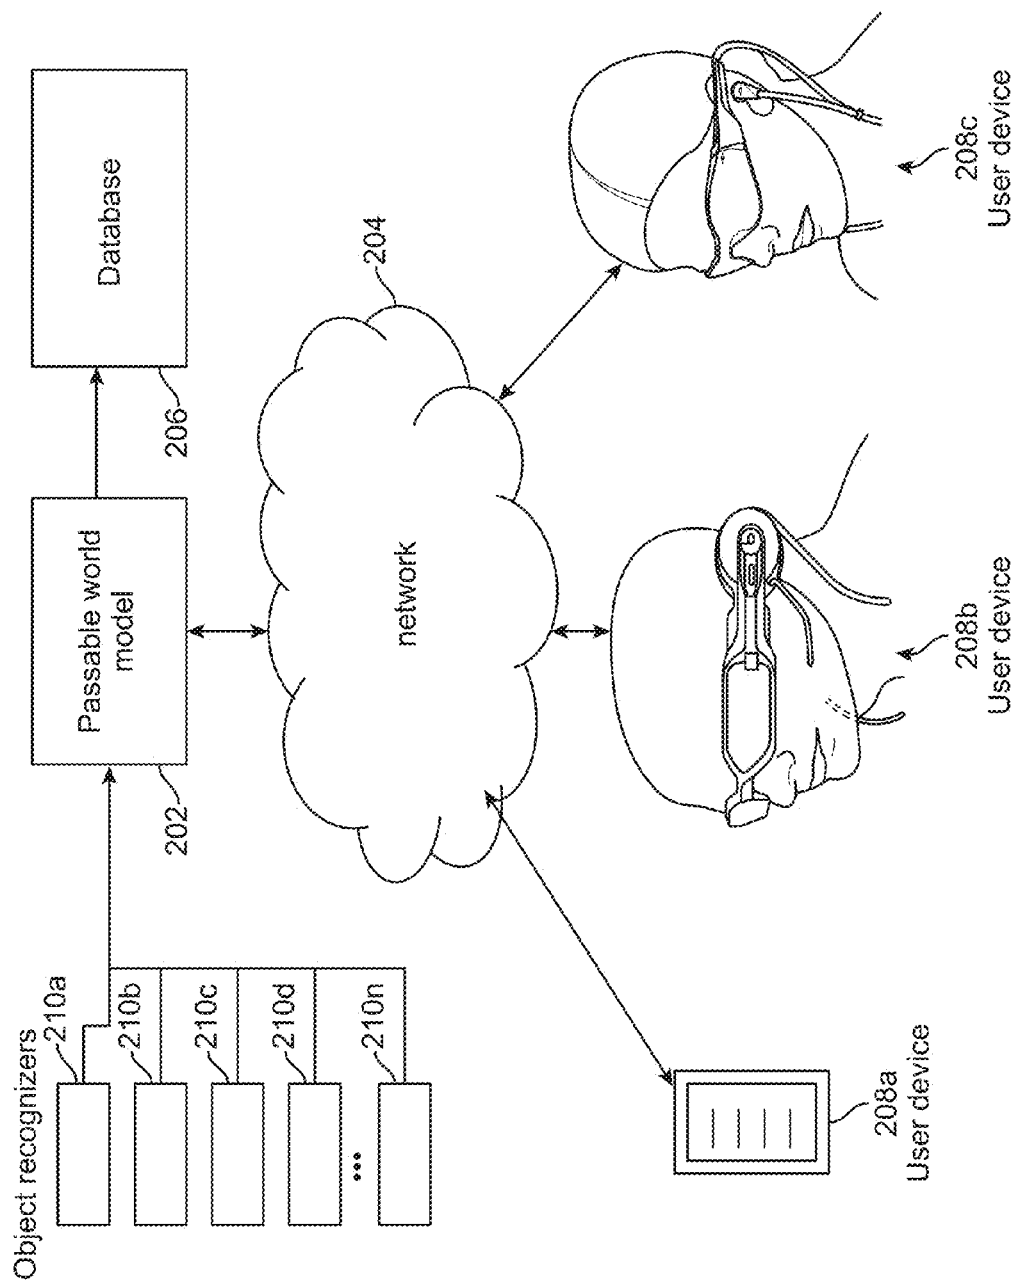 Object recognizers
210a
210b
210c
210d
210n
...
Passable world
model
202
Database
206
network
204
208a
User device
208b
User device
208c
User device